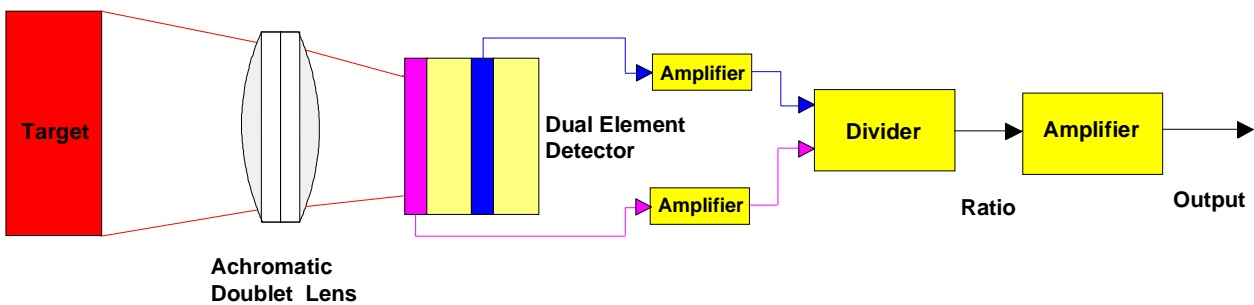 Target
Achromatic
Doublet Lens
Dual Element
Detector
Amplifier
Amplifier
Divider
Ratio
Amplifier
Output